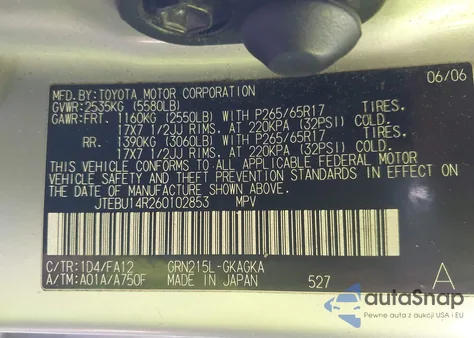 06/06
MFD.BY:TOYOTA MOTOR CORPORATION
GVWR:2535KG (5580LB)
GAWR:FRT. 1160KG (2550LB) WITH P265/65R17 TIRES.
17X7 1/2JJ RIMS. AT 220KPA (32PSI) COLD.
RR. 1390KG (3060LB) WITH P265/65R17 TIRES.
17X7 1/2JJ RIMS. AT 220KPA (32PSI) COLD.
THIS VEHICLE CONFORMS TO ALL APPLICABLE FEDERAL MOTOR
VEHICLE SAFETY AND THEFT PREVENTION STANDARDS IN EFFECT ON
THE DATE OF MANUFACTURE SHOWN ABOVE.
JTEBU14R260102853 MPV
C/TR:1D4/FA12 GRN215L-GKAGKA
A/TM:A01A/A750F MADE IN JAPAN 527 A
autoSnap
Pewne auta z aukcji USA i EU